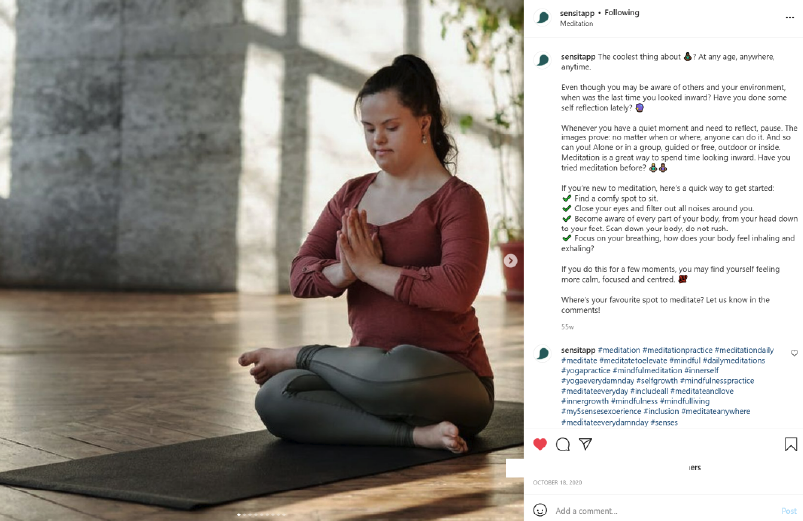 sensitapp • Following
Meditation
sensitapp The coolest thing about ? At any age, anywhere,
anytime.
Even though you may be aware of others and your environment,
when was the last time you looked inward? Have you done some
self reflection lately?
Whenever you have a quiet moment and need to reflect, pause. The
images prove: no matter when or where, anyone can do it. And so
can you! Alone or in a group, guided or free, outdoor or inside.
Meditation is a great way to spend time looking inward. Have you
tried meditation before?
If you're new to meditation, here's a quick way to get started:
✔ Find a comfy spot to sit.
✔ Close your eyes and filter out all noises around you.
✔ Become aware of every part of your body, from your head down
to your feet. Scan down your body, do not rush.
✔ Focus on your breathing, how does your body feel inhaling and
exhaling?
If you do this for a few moments, you may find yourself feeling
more calm, focused and centred.
Where's your favourite spot to meditate? Let us know in the
comments!
55w
sensitapp #meditation #meditationpractice #meditationdaily
#meditate #meditatetoelevate #mindful #dailymeditations
#yogapractice #mindfulmeditation #innerself
#yogaeverydamnday #selfgrowth #mindfulnesspractice
#meditateeveryday #includeall #meditateandlove
#innergrowth #mindfulness #mindfulliving
#my5sensesexperience #inclusion #meditateanywhere
#meditateeverydamnday #senses
ers
OCTOBER 18, 2020
Add a comment...
Post